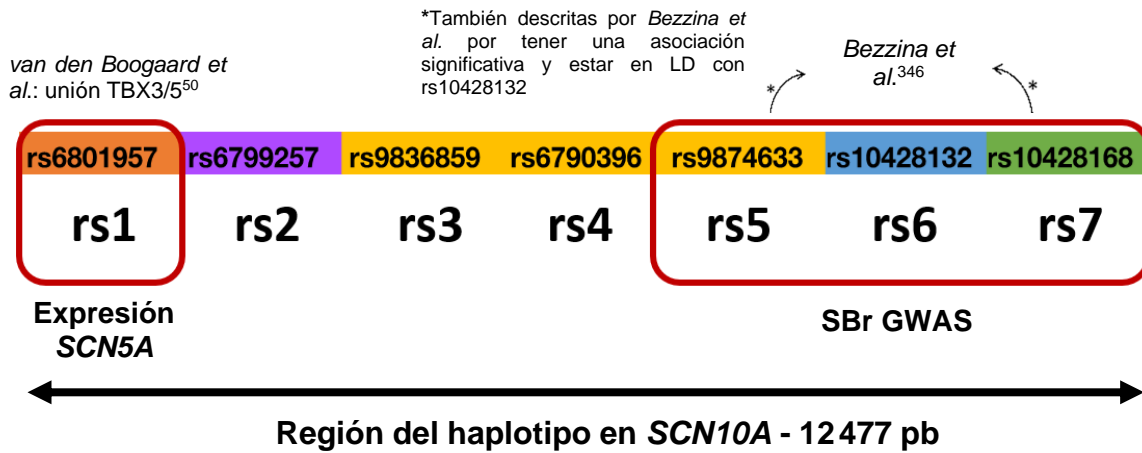 *También descritas por Bezzina et
al. por tener una asociación
significativa y estar en LD con
rs10428132
van den Boogaard et
al.: unión TBX3/550
Bezzina et
al.346
*
*
rs6801957 rs6799257 rs9836859 rs6790396 rs9874633 rs10428132 rs10428168
rs1 rs2 rs3 rs4 rs5 rs6 rs7
Expresión
SCN5A
SBr GWAS
Región del haplotipo en SCN10A - 12 477 pb